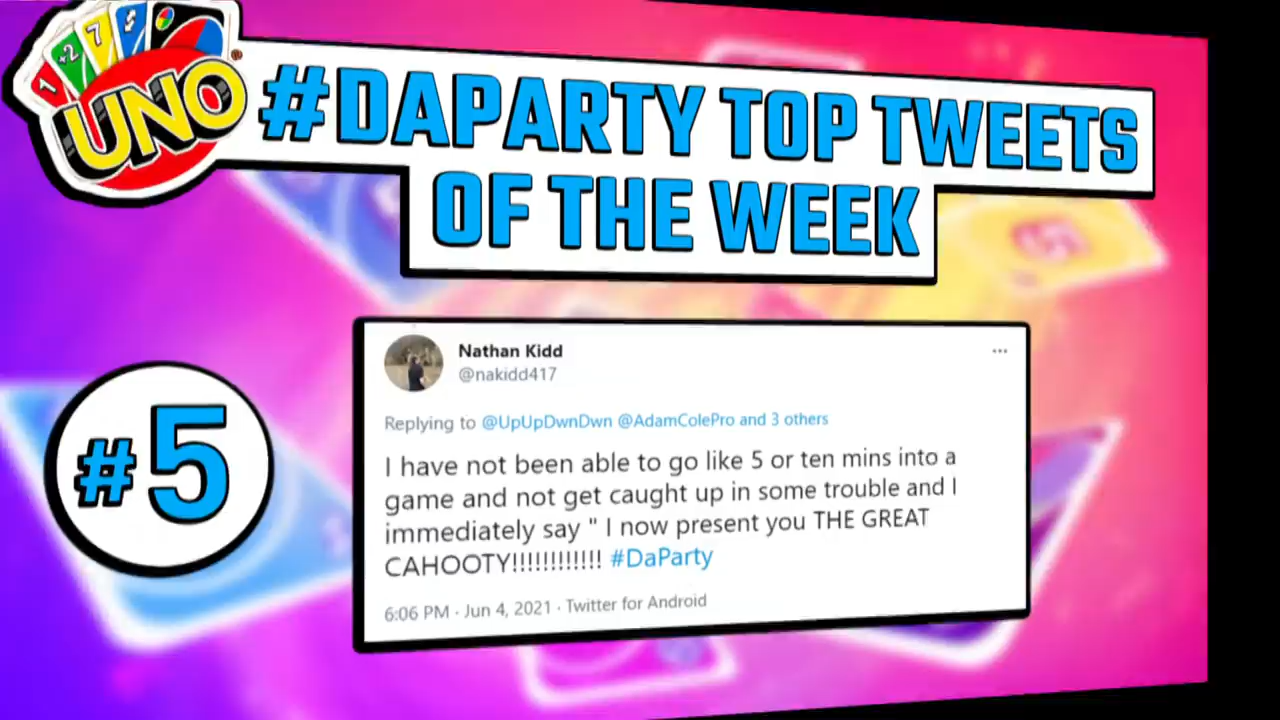 UNO
#DAPARTY TOP TWEETS
OF THE WEEK
#5
Nathan Kidd
@nakidd417
Replying to @UpUpDwnDwn @AdamColePro and 3 others
I have not been able to go like 5 or ten mins into a
game and not get caught up in some trouble and I
immediately say " I now present you THE GREAT
CAHOOTY!!!!!!!!!!!!! #DaParty
6:06 PM · Jun 4, 2021 · Twitter for Android